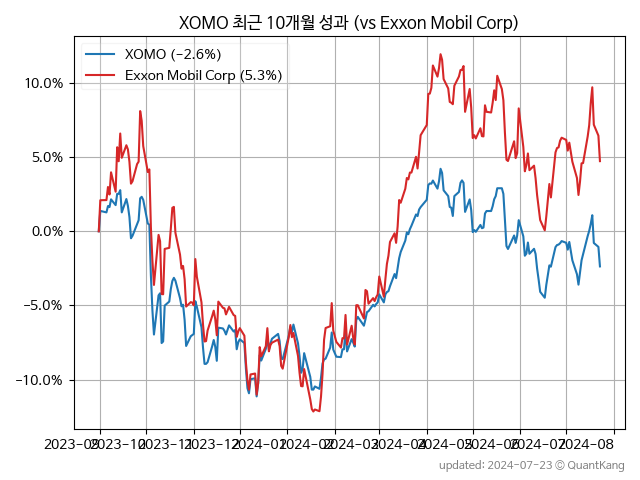 XOMO 최근 10개월 성과 (vs Exxon Mobil Corp)
XOMO (−2.6%)
Exxon Mobil Corp (5.3%)
10.0%
5.0%
0.0%
−5.0%
−10.0%
2023-09 2023-10 2023-11 2023-12 2024-01 2024-02 2024-03 2024-04 2024-05 2024-06 2024-07 2024-08
updated: 2024-07-23 © QuantKang